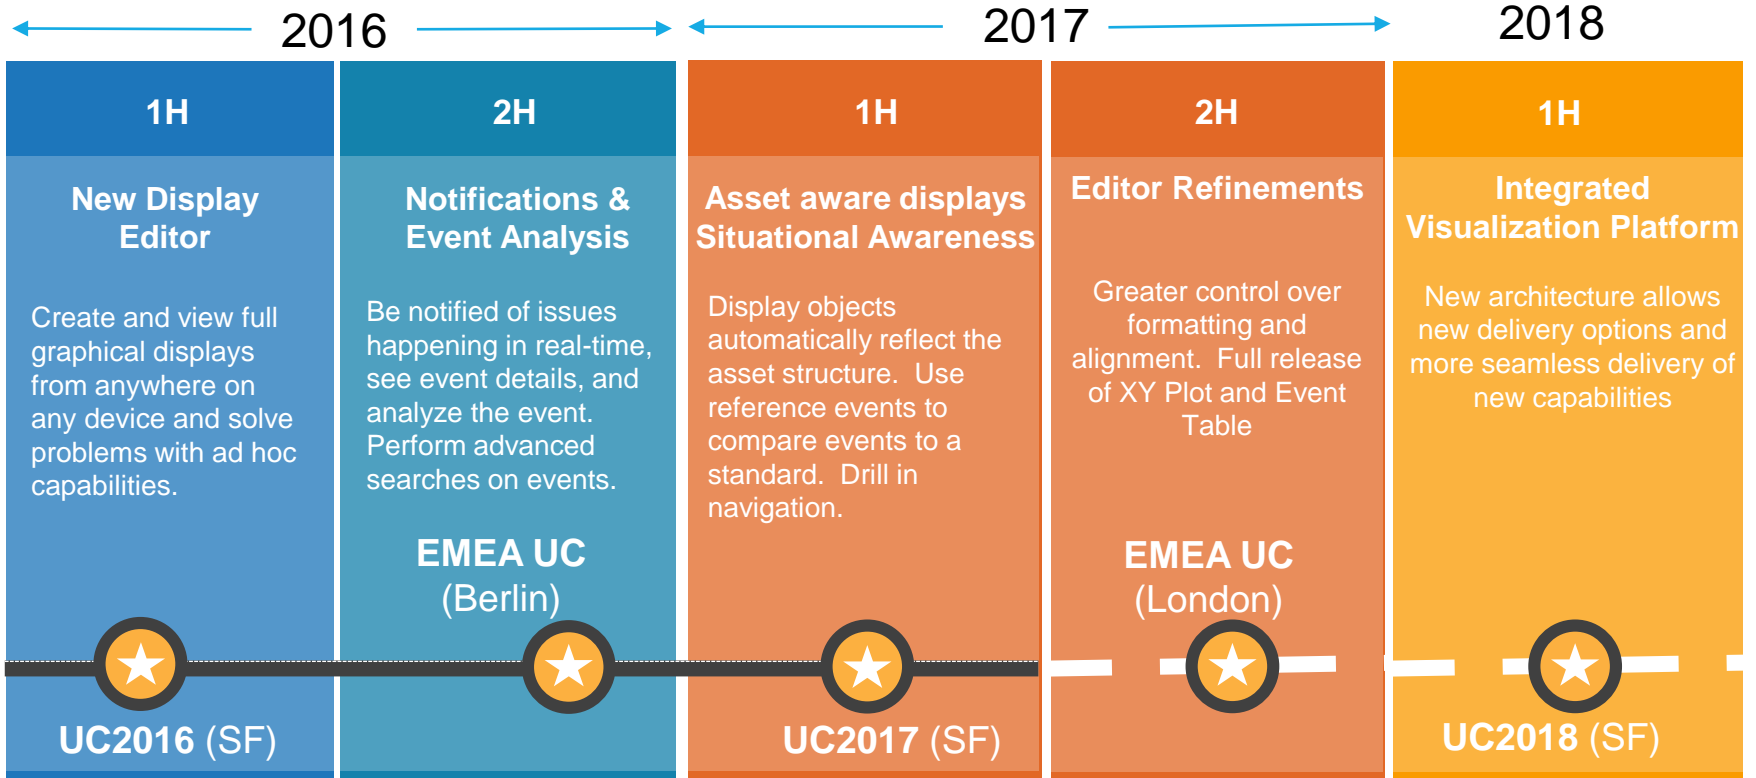 2016
2017
2018
1H
New Display
Editor
Create and view full
graphical displays
from anywhere on
any device and solve
problems with ad hoc
capabilities.
UC2016 (SF)
2H
Notifications &
Event Analysis
Be notified of issues
happening in real-time,
see event details, and
analyze the event.
Perform advanced
searches on events.
EMEA UC
(Berlin)
1H
Asset aware displays
Situational Awareness
Display objects
automatically reflect the
asset structure.  Use
reference events to
compare events to a
standard.  Drill in
navigation.
UC2017 (SF)
2H
Editor Refinements
Greater control over
formatting and
alignment.  Full release
of XY Plot and Event
Table
EMEA UC
(London)
1H
Integrated
Visualization Platform
New architecture allows
new delivery options and
more seamless delivery of
new capabilities
UC2018 (SF)